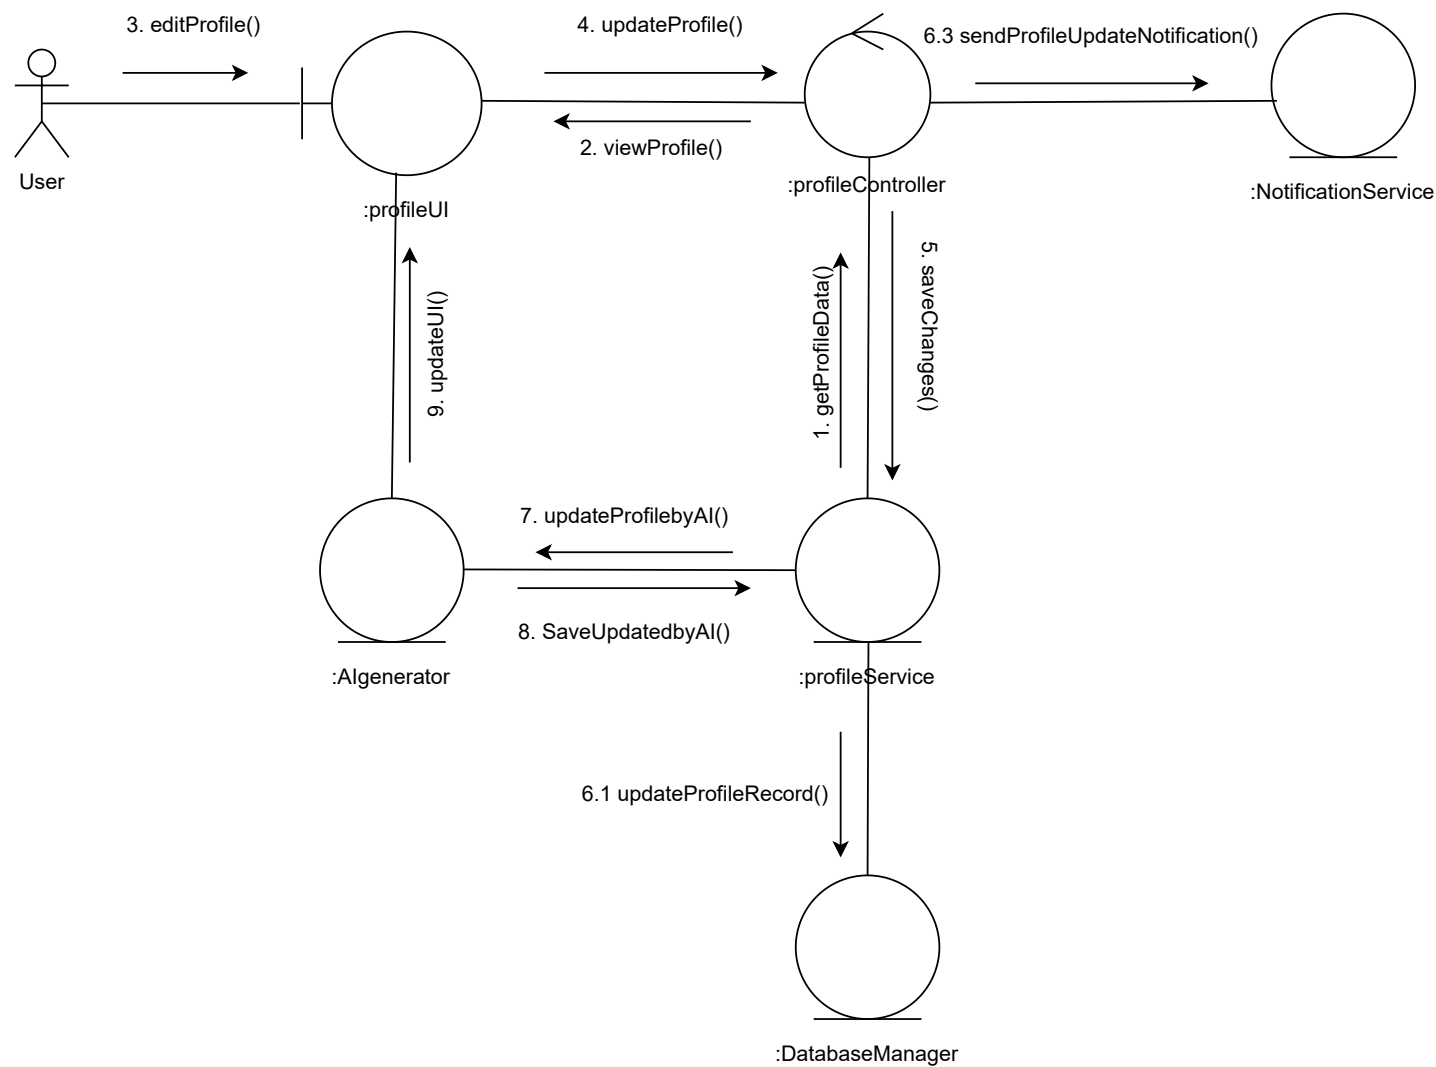 3. editProfile()
4. updateProfile()
6.3 sendProfileUpdateNotification()
2. viewProfile()
User
:profileUI
:profileController
:NotificationService
9. updateUI()
1. getProfileData()
5. saveChanges()
7. updateProfilebyAI()
8. SaveUpdatedbyAI()
:AIgenerator
:profileService
6.1 updateProfileRecord()
:DatabaseManager